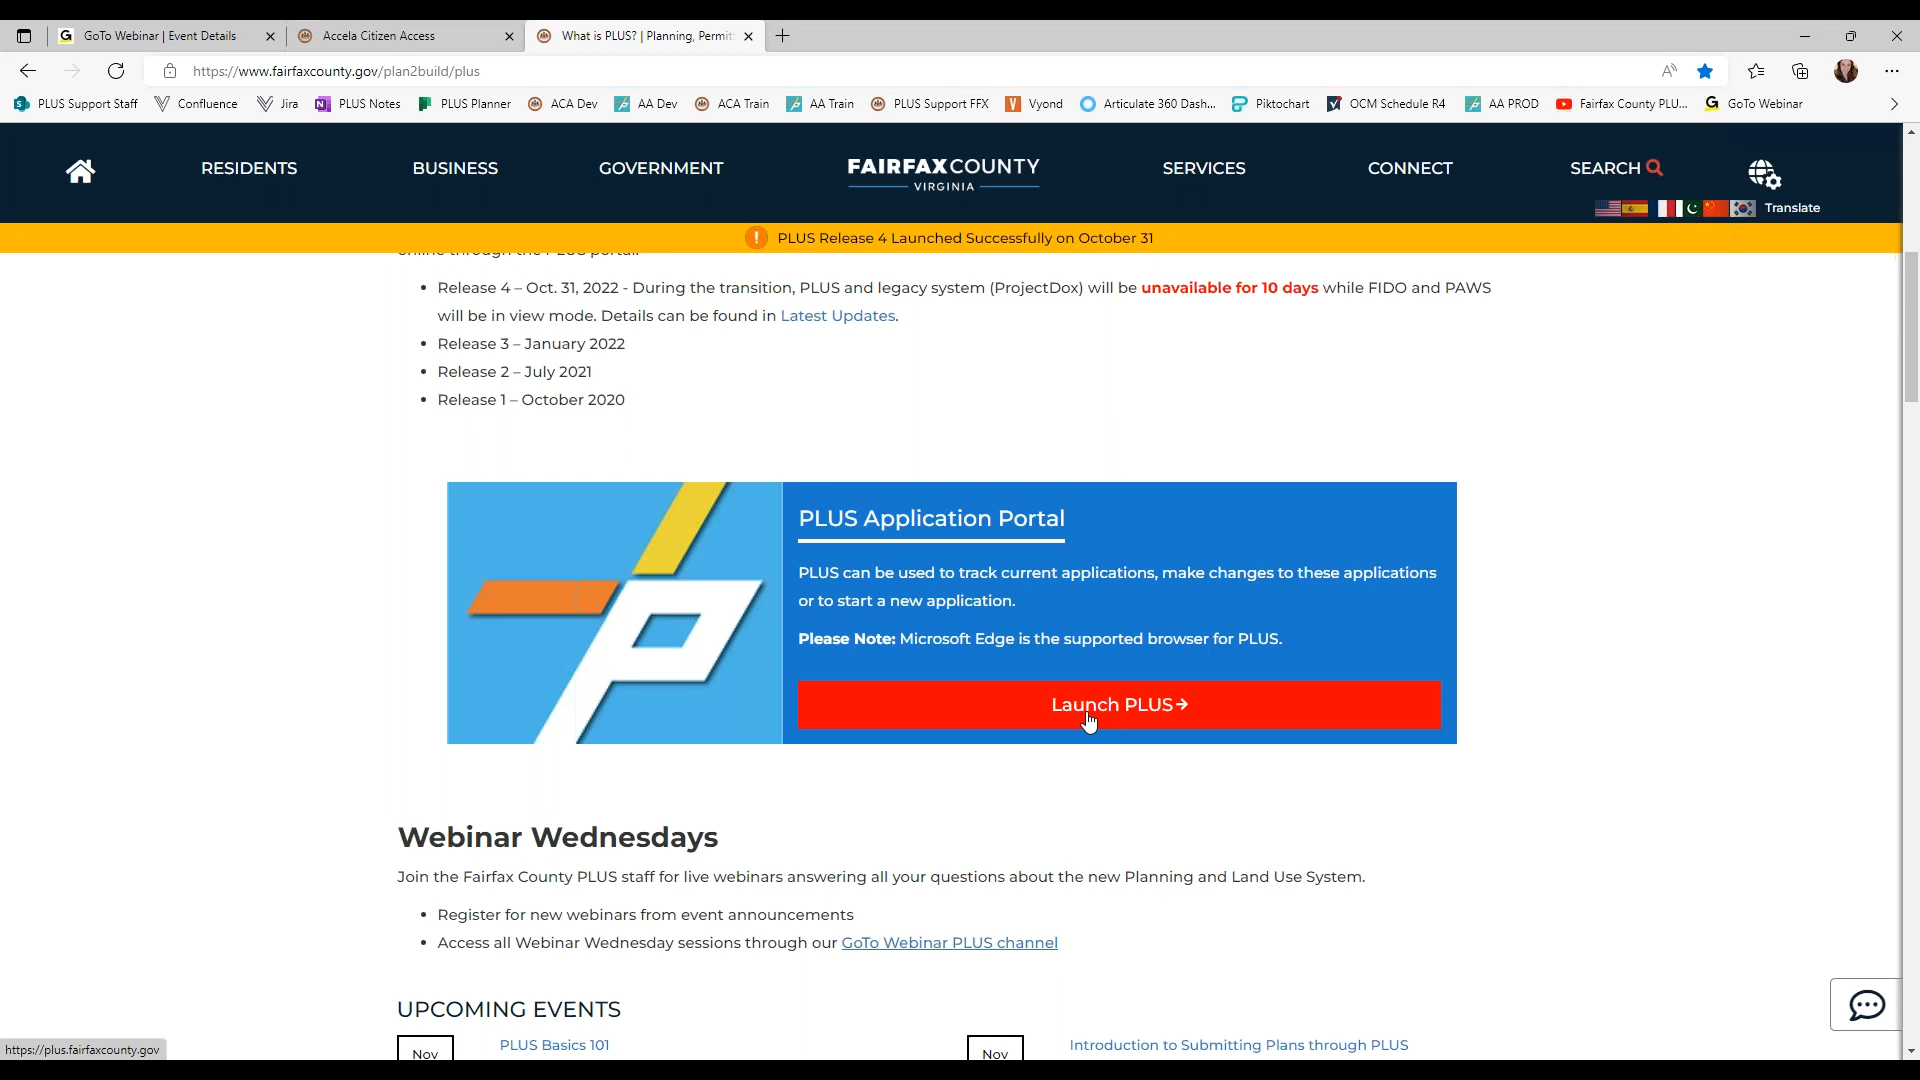 GoTo Webinar | Event Details
Accela Citizen Access
What is PLUS? | Planning, Permit
https://www.fairfaxcounty.gov/plan2build/plus
PLUS Support Staff
Confluence
Jira
PLUS Notes
PLUS Planner
ACA Dev
AA Dev
ACA Train
AA Train
PLUS Support FFX
Vyond
Articulate 360 Dash...
Piktochart
OCM Schedule R4
AA PROD
Fairfax County PLU...
GoTo Webinar
RESIDENTS
BUSINESS
GOVERNMENT
FAIRFAXCOUNTY
VIRGINIA
SERVICES
CONNECT
SEARCH
Translate
PLUS Release 4 Launched Successfully on October 31
online through the PLUS portal.
• Release 4 – Oct. 31, 2022 - During the transition, PLUS and legacy system (ProjectDox) will be unavailable for 10 days while FIDO and PAWS
will be in view mode. Details can be found in Latest Updates.
• Release 3 – January 2022
• Release 2 – July 2021
• Release 1 – October 2020
PLUS Application Portal
PLUS can be used to track current applications, make changes to these applications
or to start a new application.
Please Note: Microsoft Edge is the supported browser for PLUS.
Launch PLUS→
Webinar Wednesdays
Join the Fairfax County PLUS staff for live webinars answering all your questions about the new Planning and Land Use System.
• Register for new webinars from event announcements
• Access all Webinar Wednesday sessions through our GoTo Webinar PLUS channel
UPCOMING EVENTS
Nov
PLUS Basics 101
Nov
Introduction to Submitting Plans through PLUS
https://plus.fairfaxcounty.gov